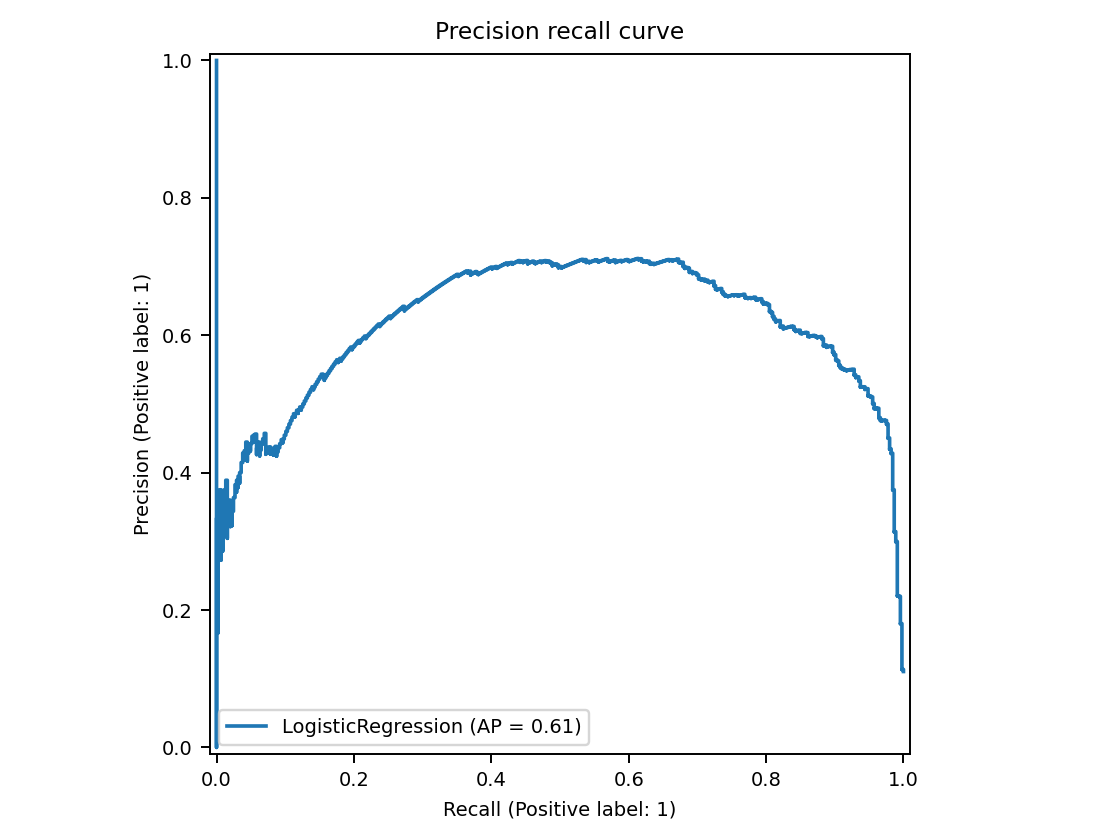 Precision recall curve
1.0
0.8
0.6
0.4
0.2
0.0
Precision (Positive label: 1)
LogisticRegression (AP = 0.61)
0.0 0.2 0.4 0.6 0.8 1.0
Recall (Positive label: 1)